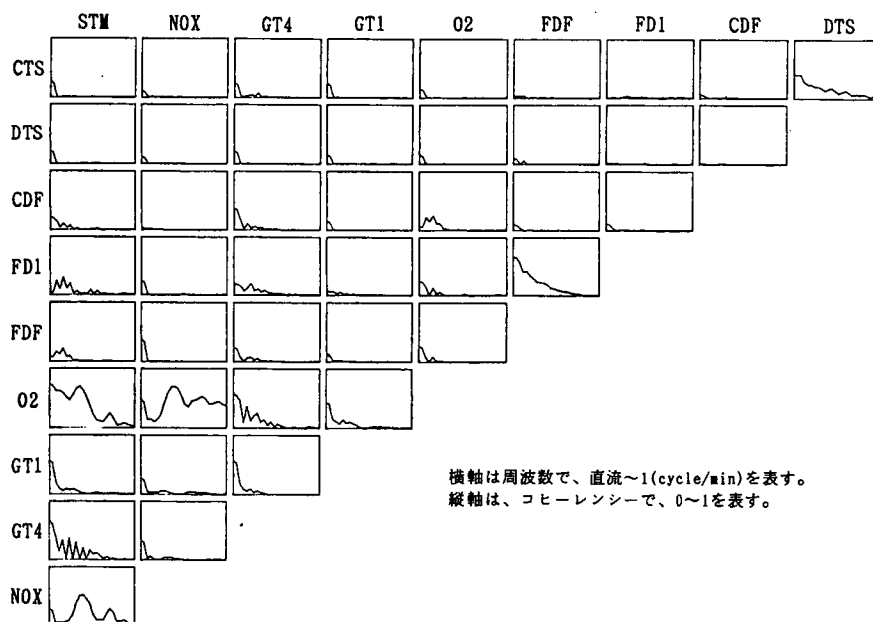 STM NOX GT4 GT1 O2 FDF FD1 CDF DTS
CTS
DTS
CDF
FD1
FDF
O2
GT1
GT4
NOX
横軸は周波数で、直流~1(cycle/min)を表す。
縦軸は、コヒーレンシーで、0~1を表す。